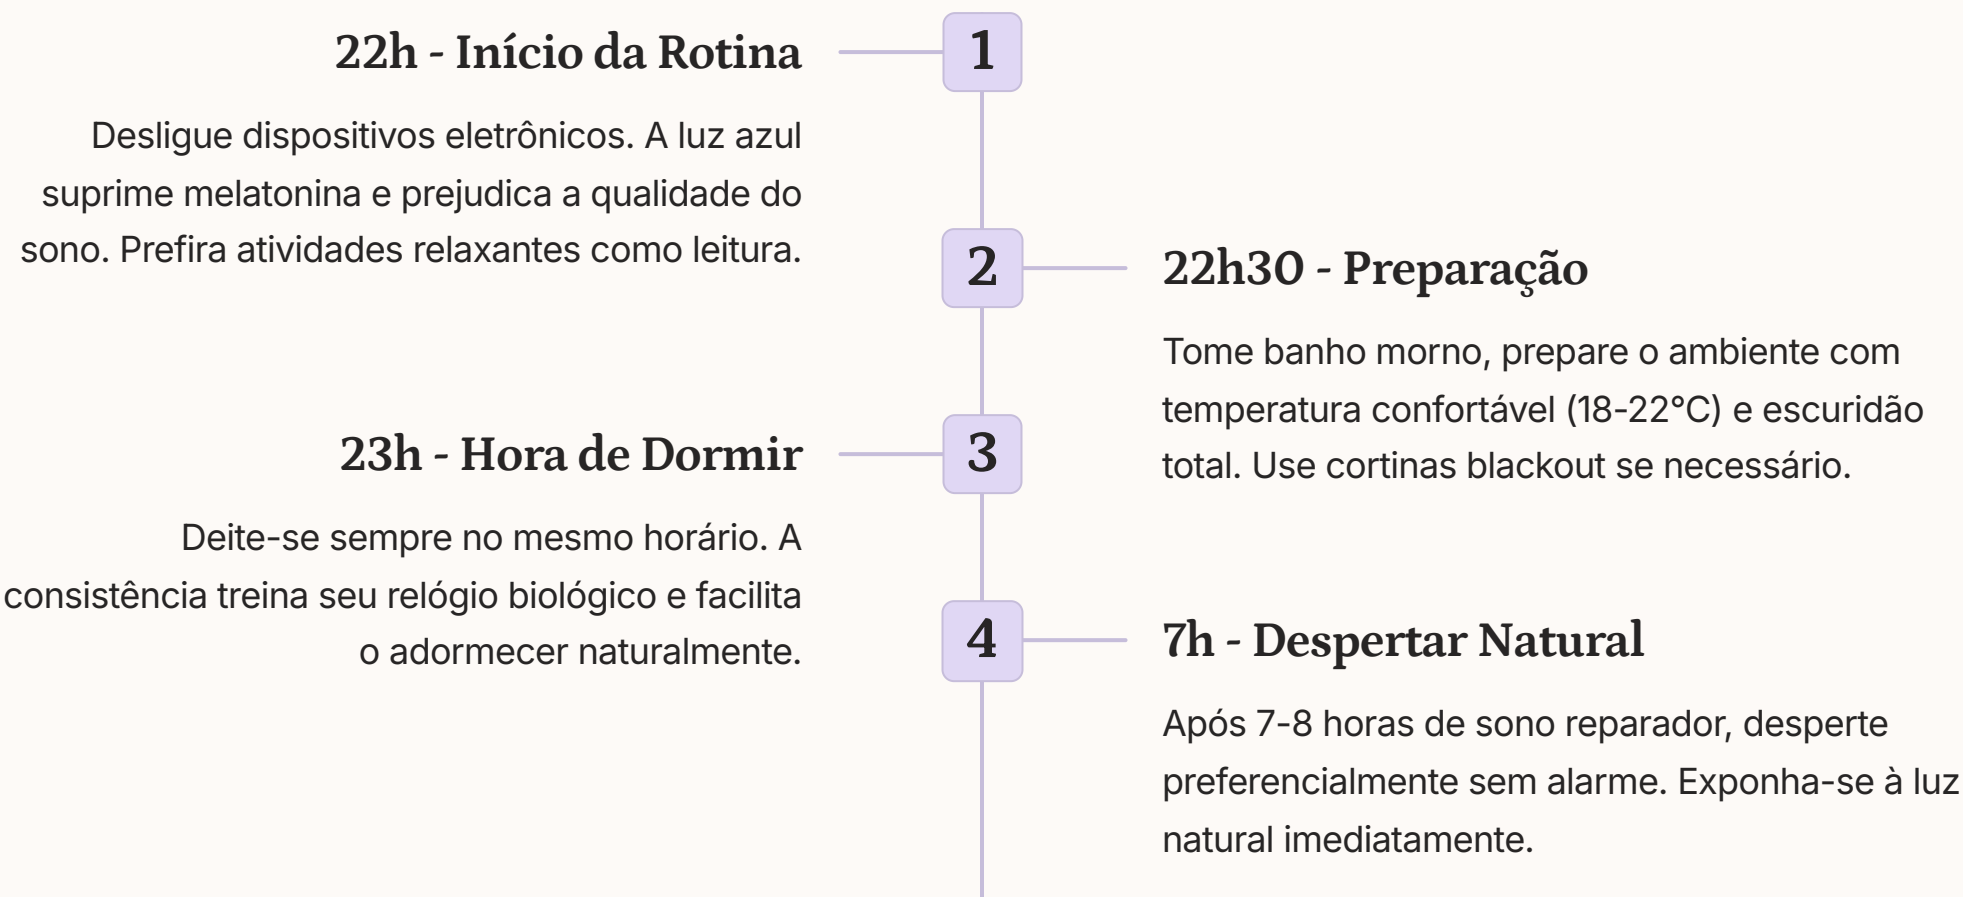 1
22h - Início da Rotina
Desligue dispositivos eletrônicos. A luz azul
suprime melatonina e prejudica a qualidade do
sono. Prefira atividades relaxantes como leitura.
2
22h30 - Preparação
Tome banho morno, prepare o ambiente com
temperatura confortável (18-22°C) e escuridão
total. Use cortinas blackout se necessário.
3
23h - Hora de Dormir
Deite-se sempre no mesmo horário. A
consistência treina seu relógio biológico e facilita
o adormecer naturalmente.
4
7h - Despertar Natural
Após 7-8 horas de sono reparador, desperte
preferencialmente sem alarme. Exponha-se à luz
natural imediatamente.